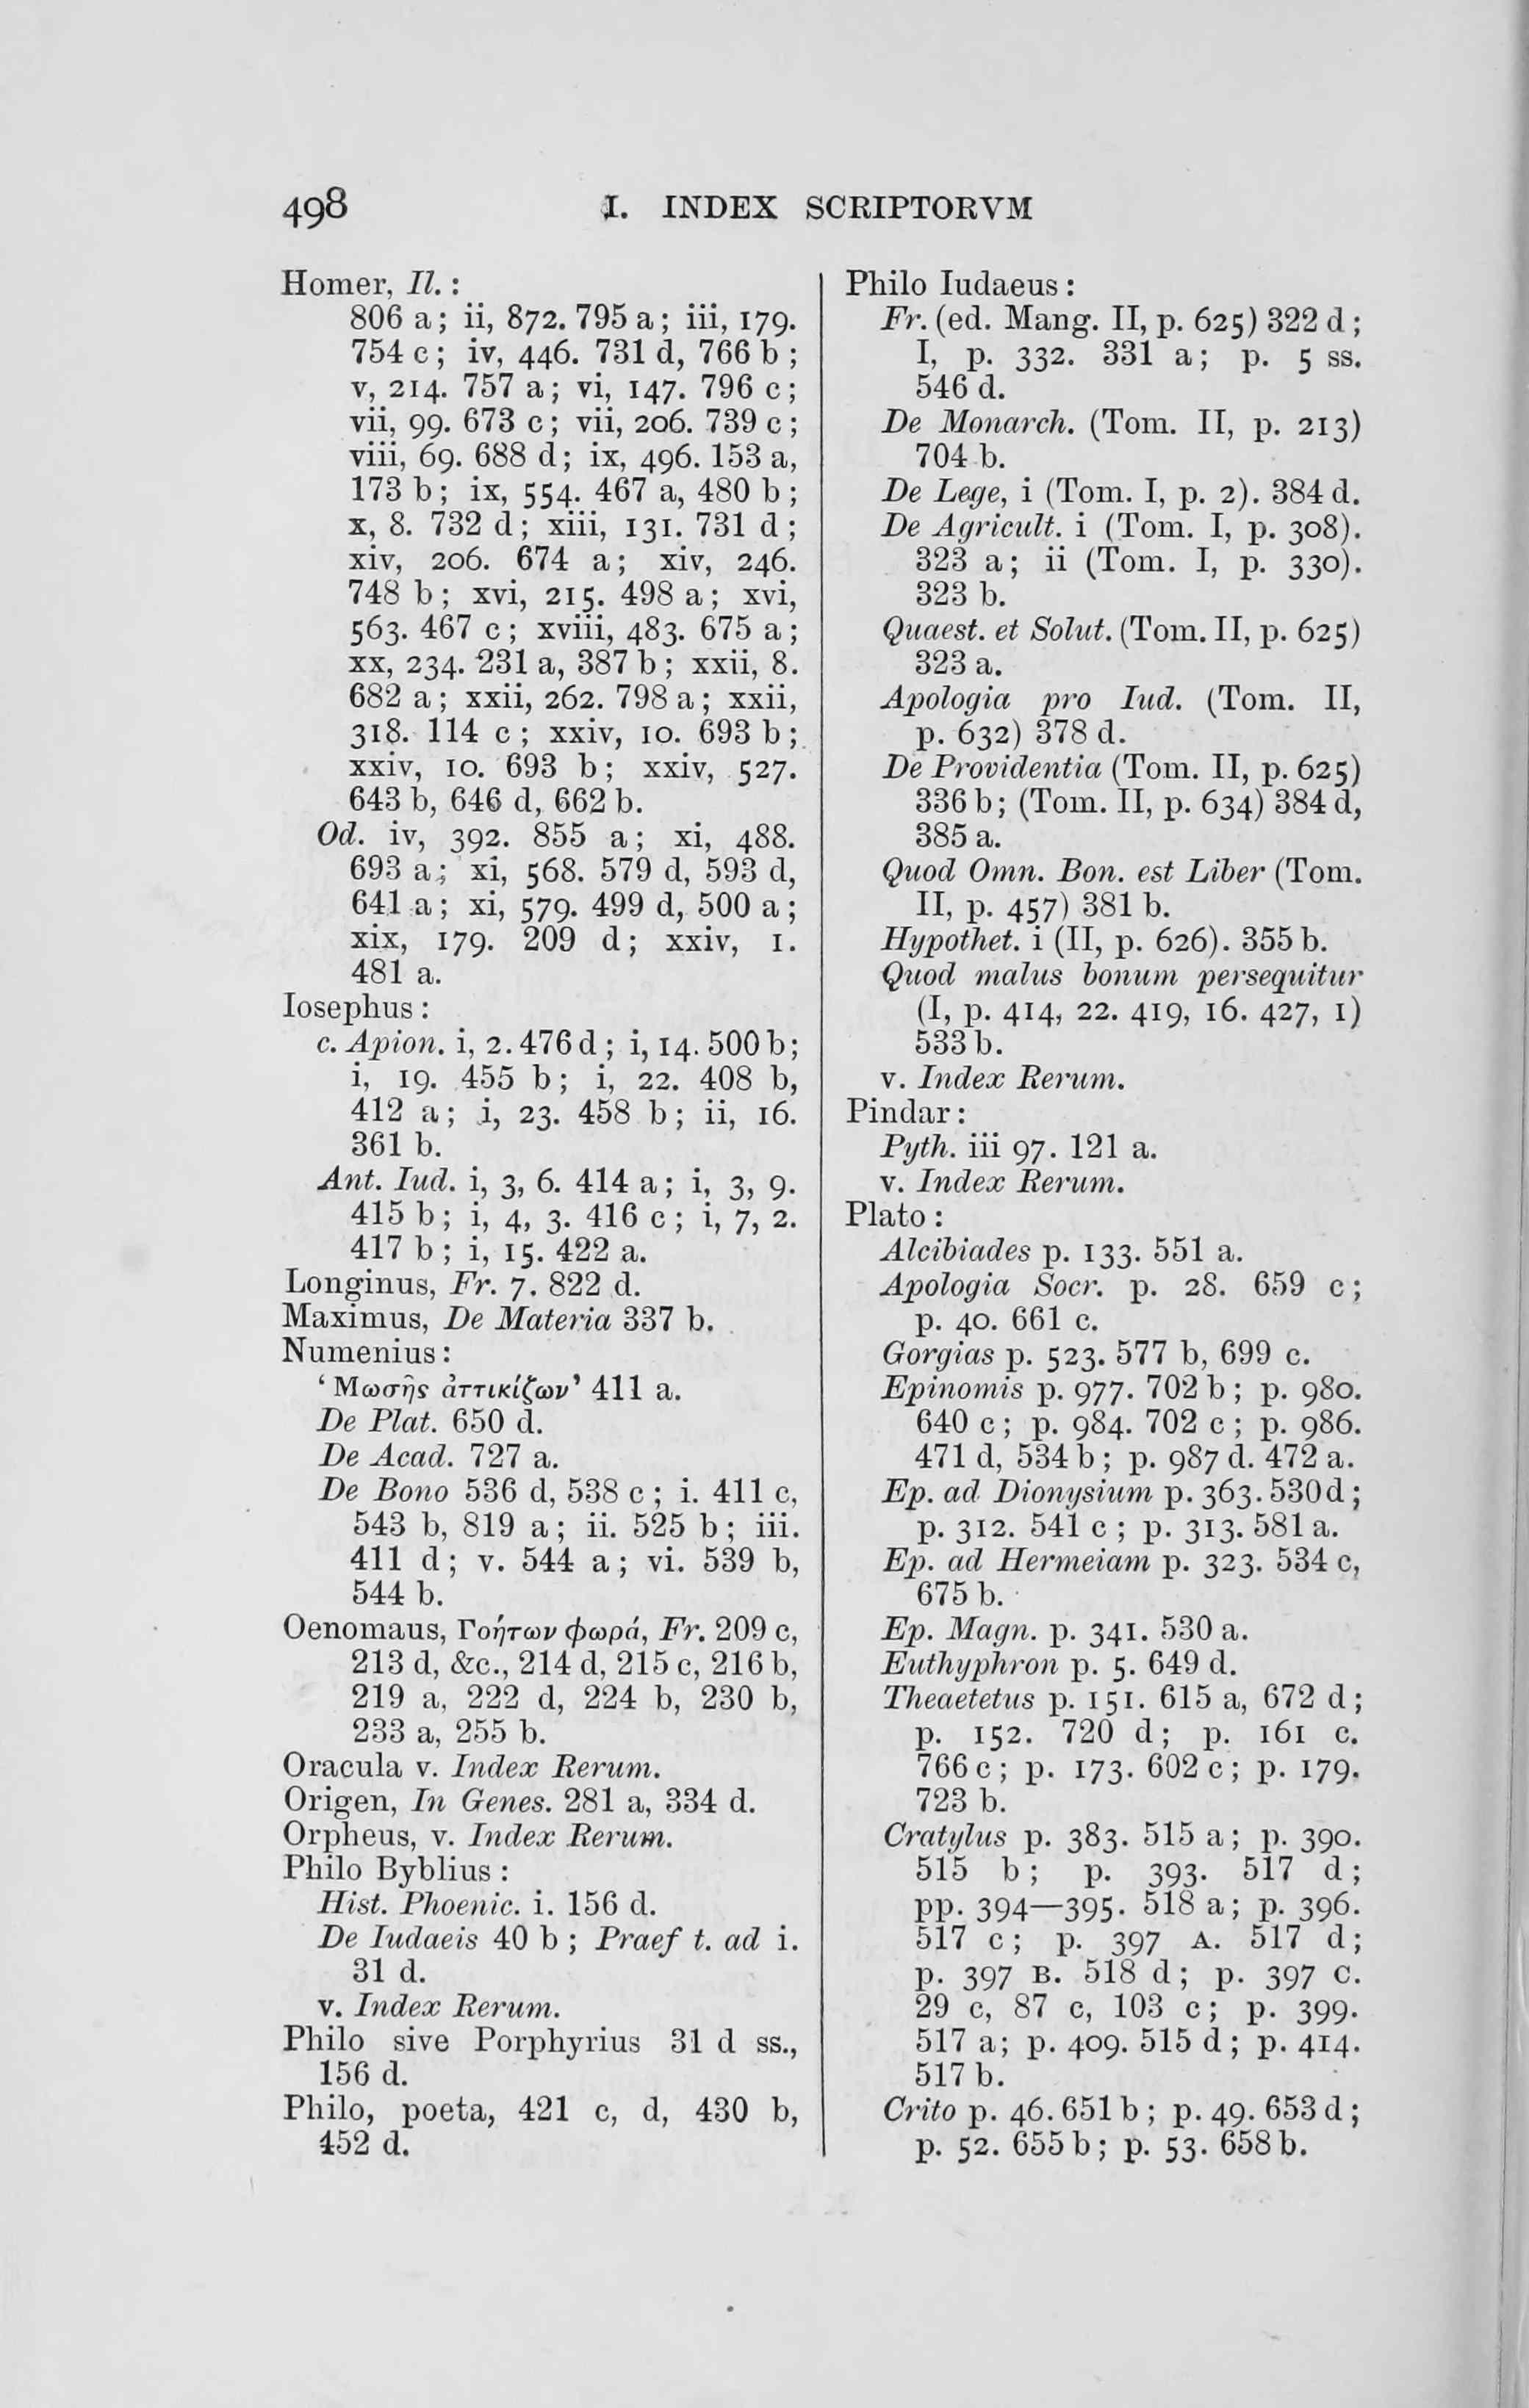 498 I. INDEX SCRIPTORVM
Homer, Il. :
806 a ; ii, 872. 795 a ; iii, 179.
754 c ; iv, 446. 731 d, 766 b ;
v, 214. 757 a ; vi, 147. 796 c ;
vii, 99. 673 c ; vii, 206. 739 c ;
viii, 69. 688 d ; ix, 496. 153 a,
173 b ; ix, 554. 467 a, 480 b ;
x, 8. 732 d ; xiii, 131. 731 d ;
xiv, 206. 674 a ; xiv, 246.
748 b ; xvi, 215. 498 a ; xvi,
563. 467 c ; xviii, 483. 675 a ;
xx, 234. 231 a, 387 b ; xxii, 8.
682 a ; xxii, 262. 798 a ; xxii,
318. 114 c ; xxiv, 10. 693 b ;
xxiv, 10. 693 b ; xxiv, 527.
643 b, 646 d, 662 b.
Od. iv, 392. 855 a ; xi, 488.
693 a ; xi, 568. 579 d, 593 d,
641 a ; xi, 579. 499 d, 500 a ;
xix, 179. 209 d ; xxiv, 1.
481 a.
Iosephus :
c. Apion. i, 2. 476 d ; i, 14. 500 b ;
i, 19. 455 b ; i, 22. 408 b,
412 a ; i, 23. 458 b ; ii, 16.
361 b.
Ant. Iud. i, 3, 6. 414 a ; i, 3, 9.
415 b ; i, 4, 3. 416 c ; i, 7, 2.
417 b ; i, 15. 422 a.
Longinus, Fr. 7. 822 d.
Maximus, De Materia 337 b.
Numenius :
‘Μωσῆς ἀττικίζων’ 411 a.
De Plat. 650 d.
De Acad. 727 a.
De Bono 536 d, 538 c ; i. 411 c,
543 b, 819 a ; ii. 525 b ; iii.
411 d ; v. 544 a ; vi. 539 b,
544 b.
Oenomaus, Γοήτων φωρά, Fr. 209 c,
213 d, &c., 214 d, 215 c, 216 b,
219 a, 222 d, 224 b, 230 b,
233 a, 255 b.
Oracula v. Index Rerum.
Origen, In Genes. 281 a, 334 d.
Orpheus, v. Index Rerum.
Philo Byblius :
Hist. Phoenic. i. 156 d.
De Iudaeis 40 b ; Praef t. ad i.
31 d.
v. Index Rerum.
Philo sive Porphyrius 31 d ss.,
156 d.
Philo, poeta, 421 c, d, 430 b,
452 d.
Philo Iudaeus :
Fr. (ed. Mang. II, p. 625) 322 d ;
I, p. 332. 331 a ; p. 5 ss.
546 d.
De Monarch. (Tom. II, p. 213)
704 b.
De Lege, i (Tom. I, p. 2). 384 d.
De Agricult. i (Tom. I, p. 308).
323 a ; ii (Tom. I, p. 330).
323 b.
Quaest. et Solut. (Tom. II, p. 625)
323 a.
Apologia pro Iud. (Tom. II,
p. 632) 378 d.
De Providentia (Tom. II, p. 625)
336 b ; (Tom. II, p. 634) 384 d,
385 a.
Quod Omn. Bon. est Liber (Tom.
II, p. 457) 381 b.
Hypothet. i (II, p. 626). 355 b.
Quod malus bonum persequitur
(I, p. 414, 22. 419, 16. 427, 1)
533 b.
v. Index Rerum.
Pindar :
Pyth. iii 97. 121 a.
v. Index Rerum.
Plato :
Alcibiades p. 133. 551 a.
Apologia Socr. p. 28. 659 c ;
p. 40. 661 c.
Gorgias p. 523. 577 b, 699 c.
Epinomis p. 977. 702 b ; p. 980.
640 c ; p. 984. 702 c ; p. 986.
471 d, 534 b ; p. 987 d. 472 a.
Ep. ad Dionysium p. 363. 530 d ;
p. 312. 541 c ; p. 313. 581 a.
Ep. ad Hermeiam p. 323. 534 c,
675 b.
Ep. Magn. p. 341. 530 a.
Euthyphron p. 5. 649 d.
Theaetetus p. 151. 615 a, 672 d ;
p. 152. 720 d ; p. 161 c.
766 c ; p. 173. 602 c ; p. 179.
723 b.
Cratylus p. 383. 515 a ; p. 390.
515 b ; p. 393. 517 d ;
pp. 394—395. 518 a ; p. 396.
517 c ; p. 397 A. 517 d ;
p. 397 B. 518 d ; p. 397 C.
29 c, 87 c, 103 c ; p. 399.
517 a ; p. 409. 515 d ; p. 414.
517 b.
Crito p. 46. 651 b ; p. 49. 653 d ;
p. 52. 655 b ; p. 53. 658 b.